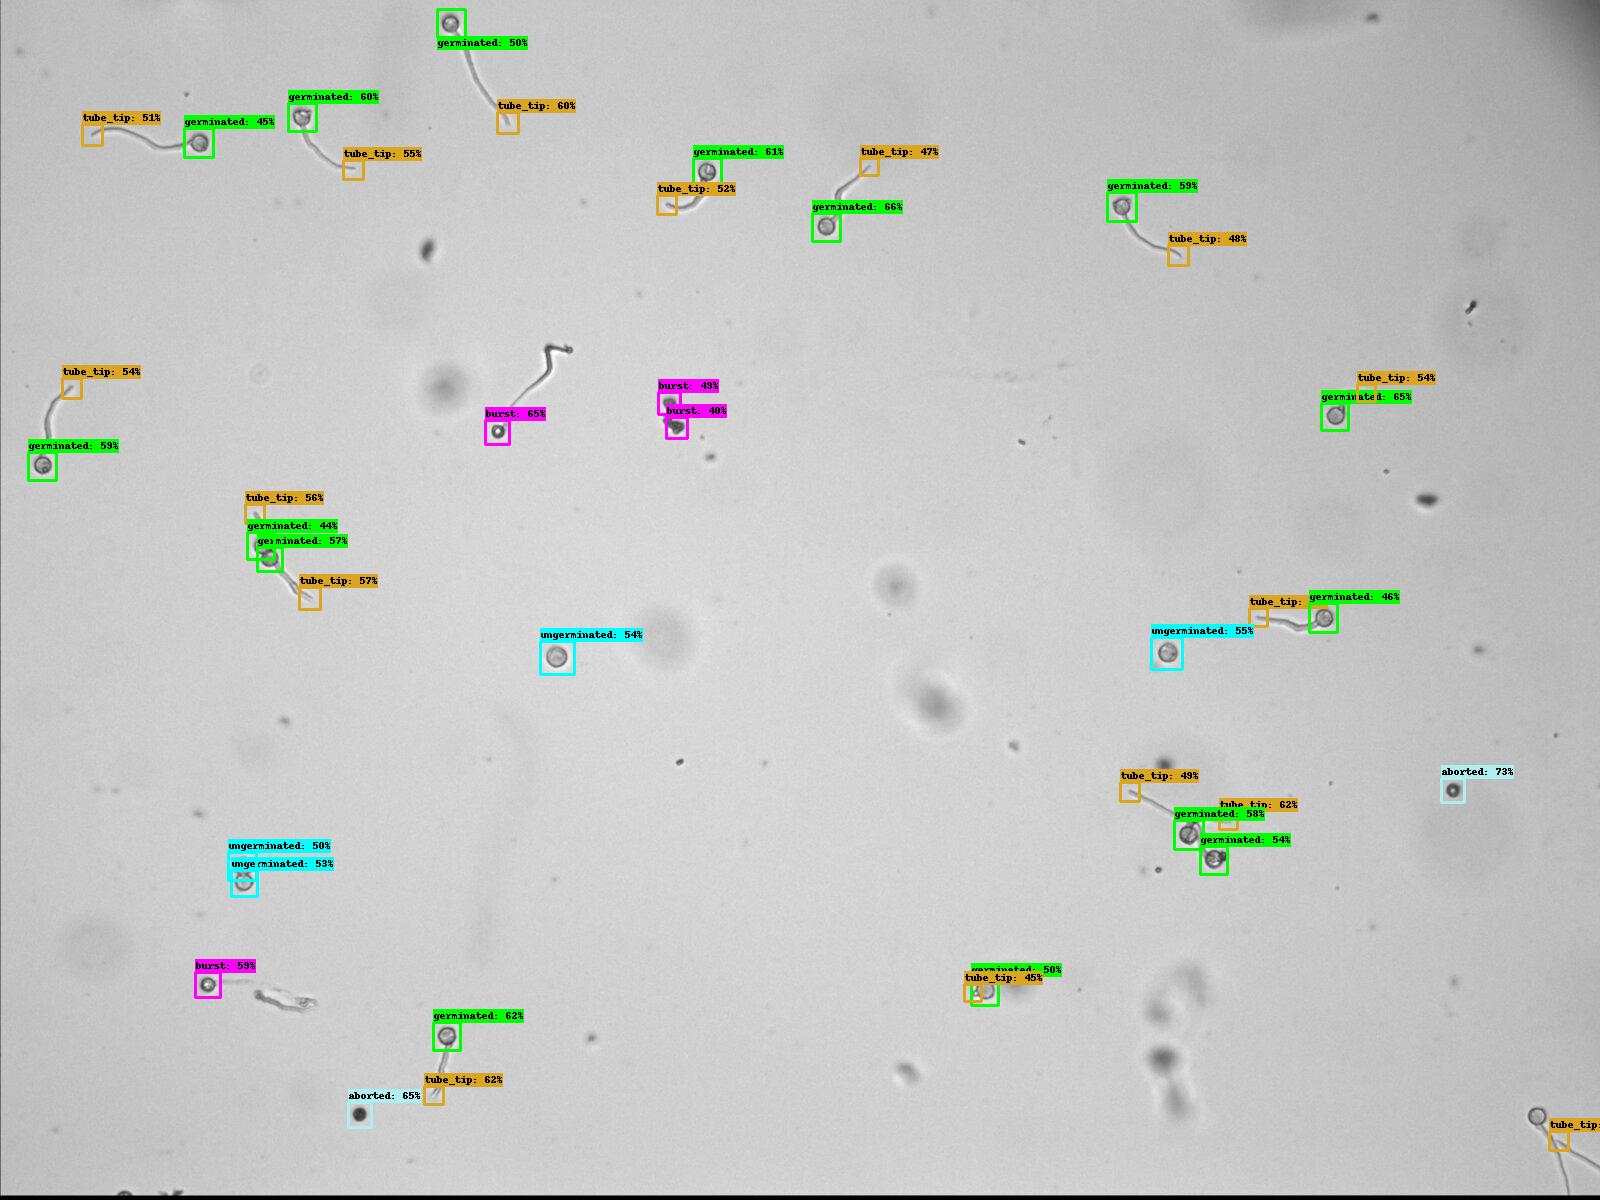 germinated: 50%
germinated: 60%
tube_tip: 60%
tube_tip: 51%
germinated: 45%
tube_tip: 55%
germinated: 61%
tube_tip: 47%
tube_tip: 52%
germinated: 59%
germinated: 66%
tube_tip: 48%
tube_tip: 54%
tube_tip: 54%
burst: 49%
germinated: 65%
burst: 65%
burst: 40%
germinated: 59%
tube_tip: 56%
germinated: 44%
germinated: 57%
tube_tip: 57%
tube_tip:
germinated: 46%
ungerminated: 54%
ungerminated: 55%
aborted: 73%
tube_tip: 49%
tube_tip: 62%
germinated: 58%
germinated: 54%
ungerminated: 50%
ungerminated: 53%
burst: 59%
germinated: 50%
tube_tip: 45%
germinated: 62%
tube_tip: 62%
aborted: 65%
tube_tip: